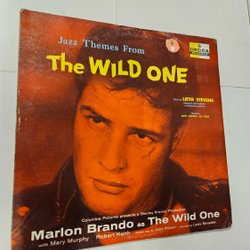 Jazz Themes From
The WILD ONE
DECCA
LEITH STEVENS
Columbia Pictures presents a Stanley Kramer Production
Marlon Brando as The Wild One
with Mary Murphy Robert Keith